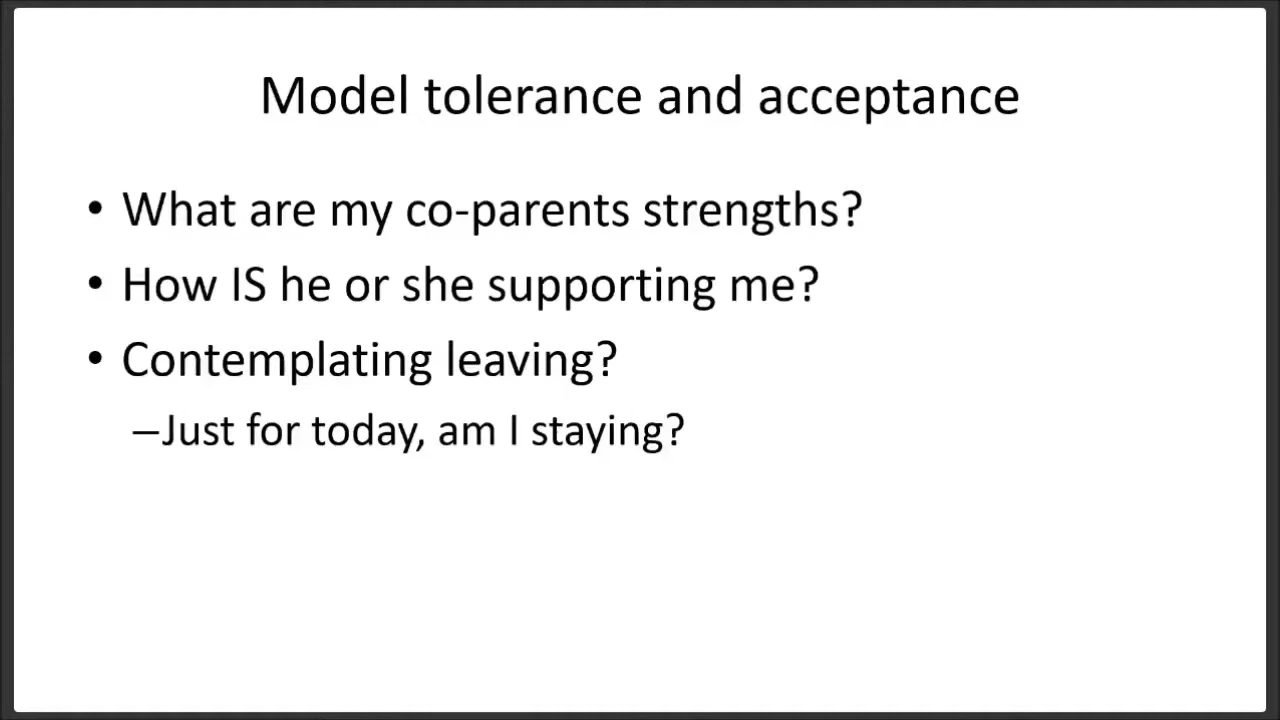 Model tolerance and acceptance
• What are my co-parents strengths?
• How IS he or she supporting me?
• Contemplating leaving?
–Just for today, am I staying?